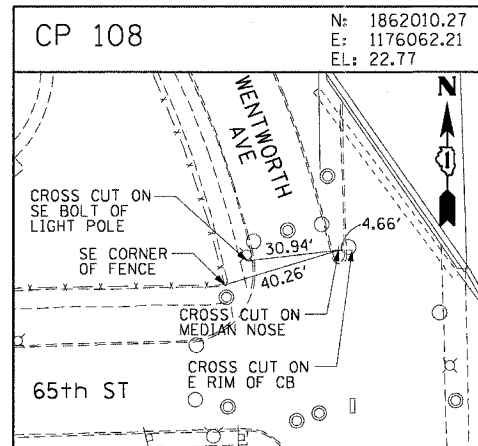 CP 108
N: 1862010.27
E: 1176062.21
EL: 22.77
N
1
WENTWORTH
AVE
CROSS CUT ON
SE BOLT OF
LIGHT POLE
4.66'
30.94'
SE CORNER
OF FENCE
40.26'
CROSS CUT ON
MEDIAN NOSE
CROSS CUT ON
E RIM OF CB
65th ST